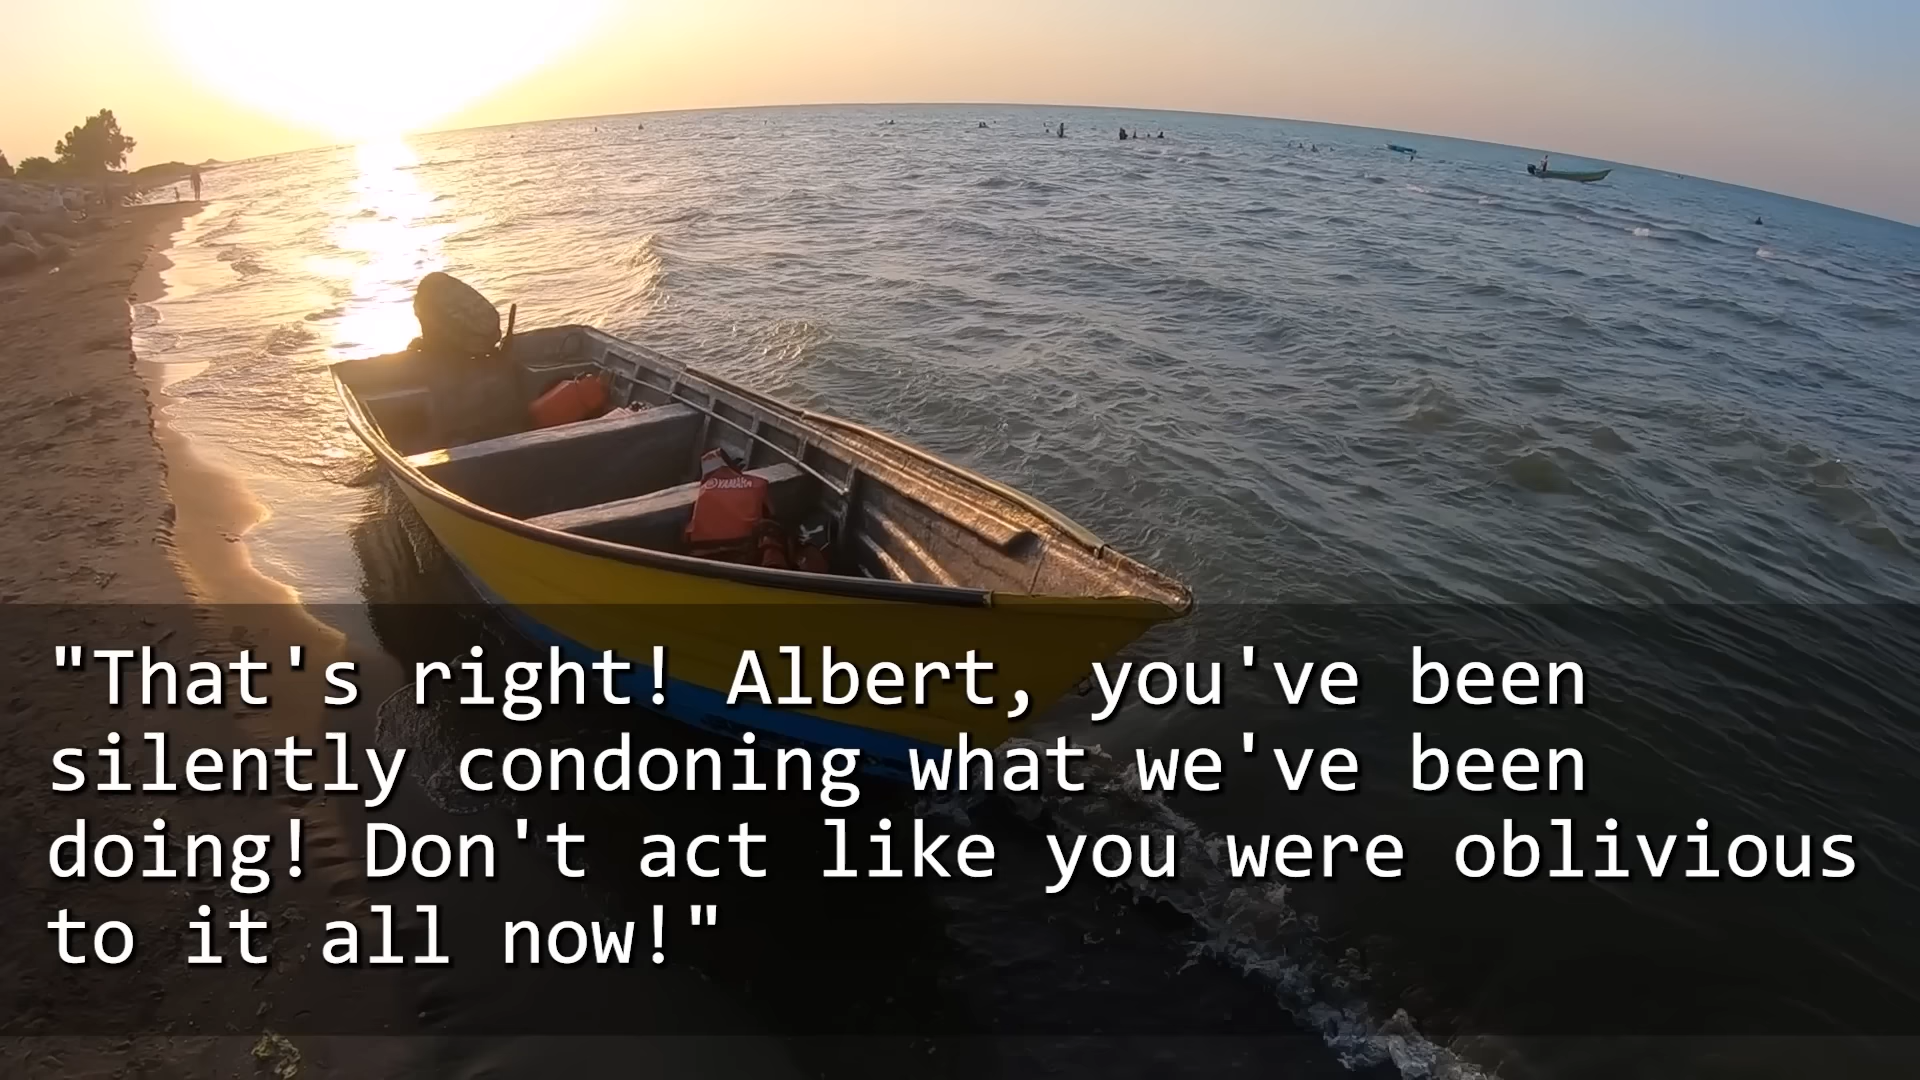 YAMAHA
"That's right! Albert, you've been
silently condoning what we've been
doing! Don't act like you were oblivious
to it all now!"